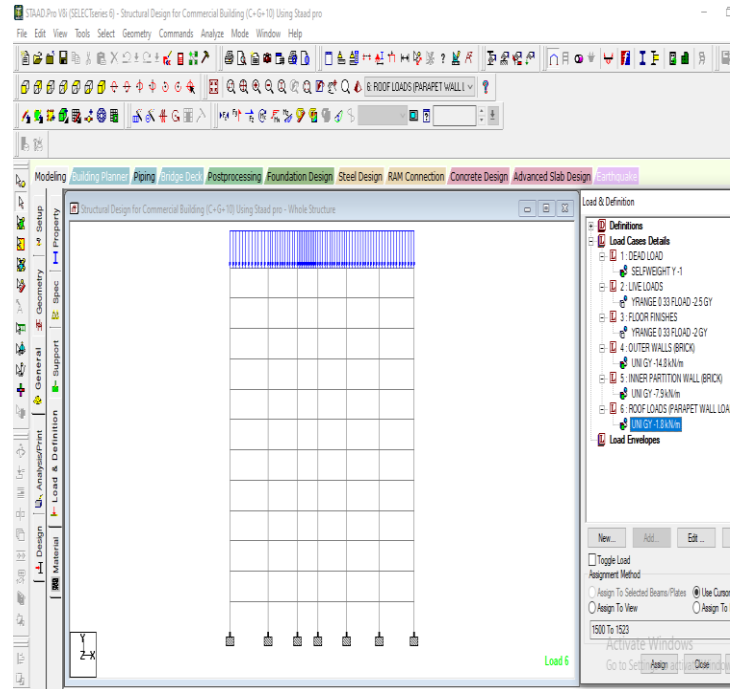 STAAD.Pro V8i (SELECTseries 6) - Structural Design for Commercial Building (C+G+10) Using Staad pro
File Edit View Tools Select Geometry Commands Analyze Mode Window Help
6: ROOF LOADS (PARAPET WALL L
Modeling Building Planner Piping Bridge Deck Postprocessing Foundation Design Steel Design RAM Connection Concrete Design Advanced Slab Design Earthquake
Setup
Geometry
General
Analysis/Print
Design
Property
Spec
Support
Load & Definition
Material
Structural Design for Commercial Building (C+G+10) Using Staad pro - Whole Structure
Y
Z X
Load 6
Load & Definition
Definitions
Load Cases Details
1 : DEAD LOAD
SELFWEIGHT Y -1
2 : LIVE LOADS
YRANGE 0 33 FLOAD -2.5 GY
3 : FLOOR FINISHES
YRANGE 0 33 FLOAD -2 GY
4 : OUTER WALLS (BRICK)
UNI GY -14.8 kN/m
5 : INNER PARTITION WALL (BRICK)
UNI GY -7.9 kN/m
6 : ROOF LOADS (PARAPET WALL LOA
UNI GY -1.8 kN/m
Load Envelopes
New... Add... Edit ...
Toggle Load
Assignment Method
Assign To Selected Beams/Plates Use Cursor
Assign To View Assign To
1500 To 1523
Activate Windows
Go to Set
Assign Close